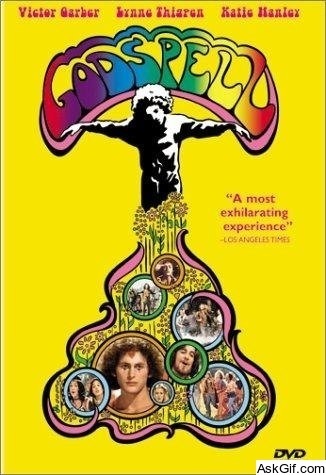 Victor Garber Lynne Thigpen Katie Hanley
GODSPELL
"A most
exhilarating
experience"
–LOS ANGELES TIMES
DVD
AskGif.com